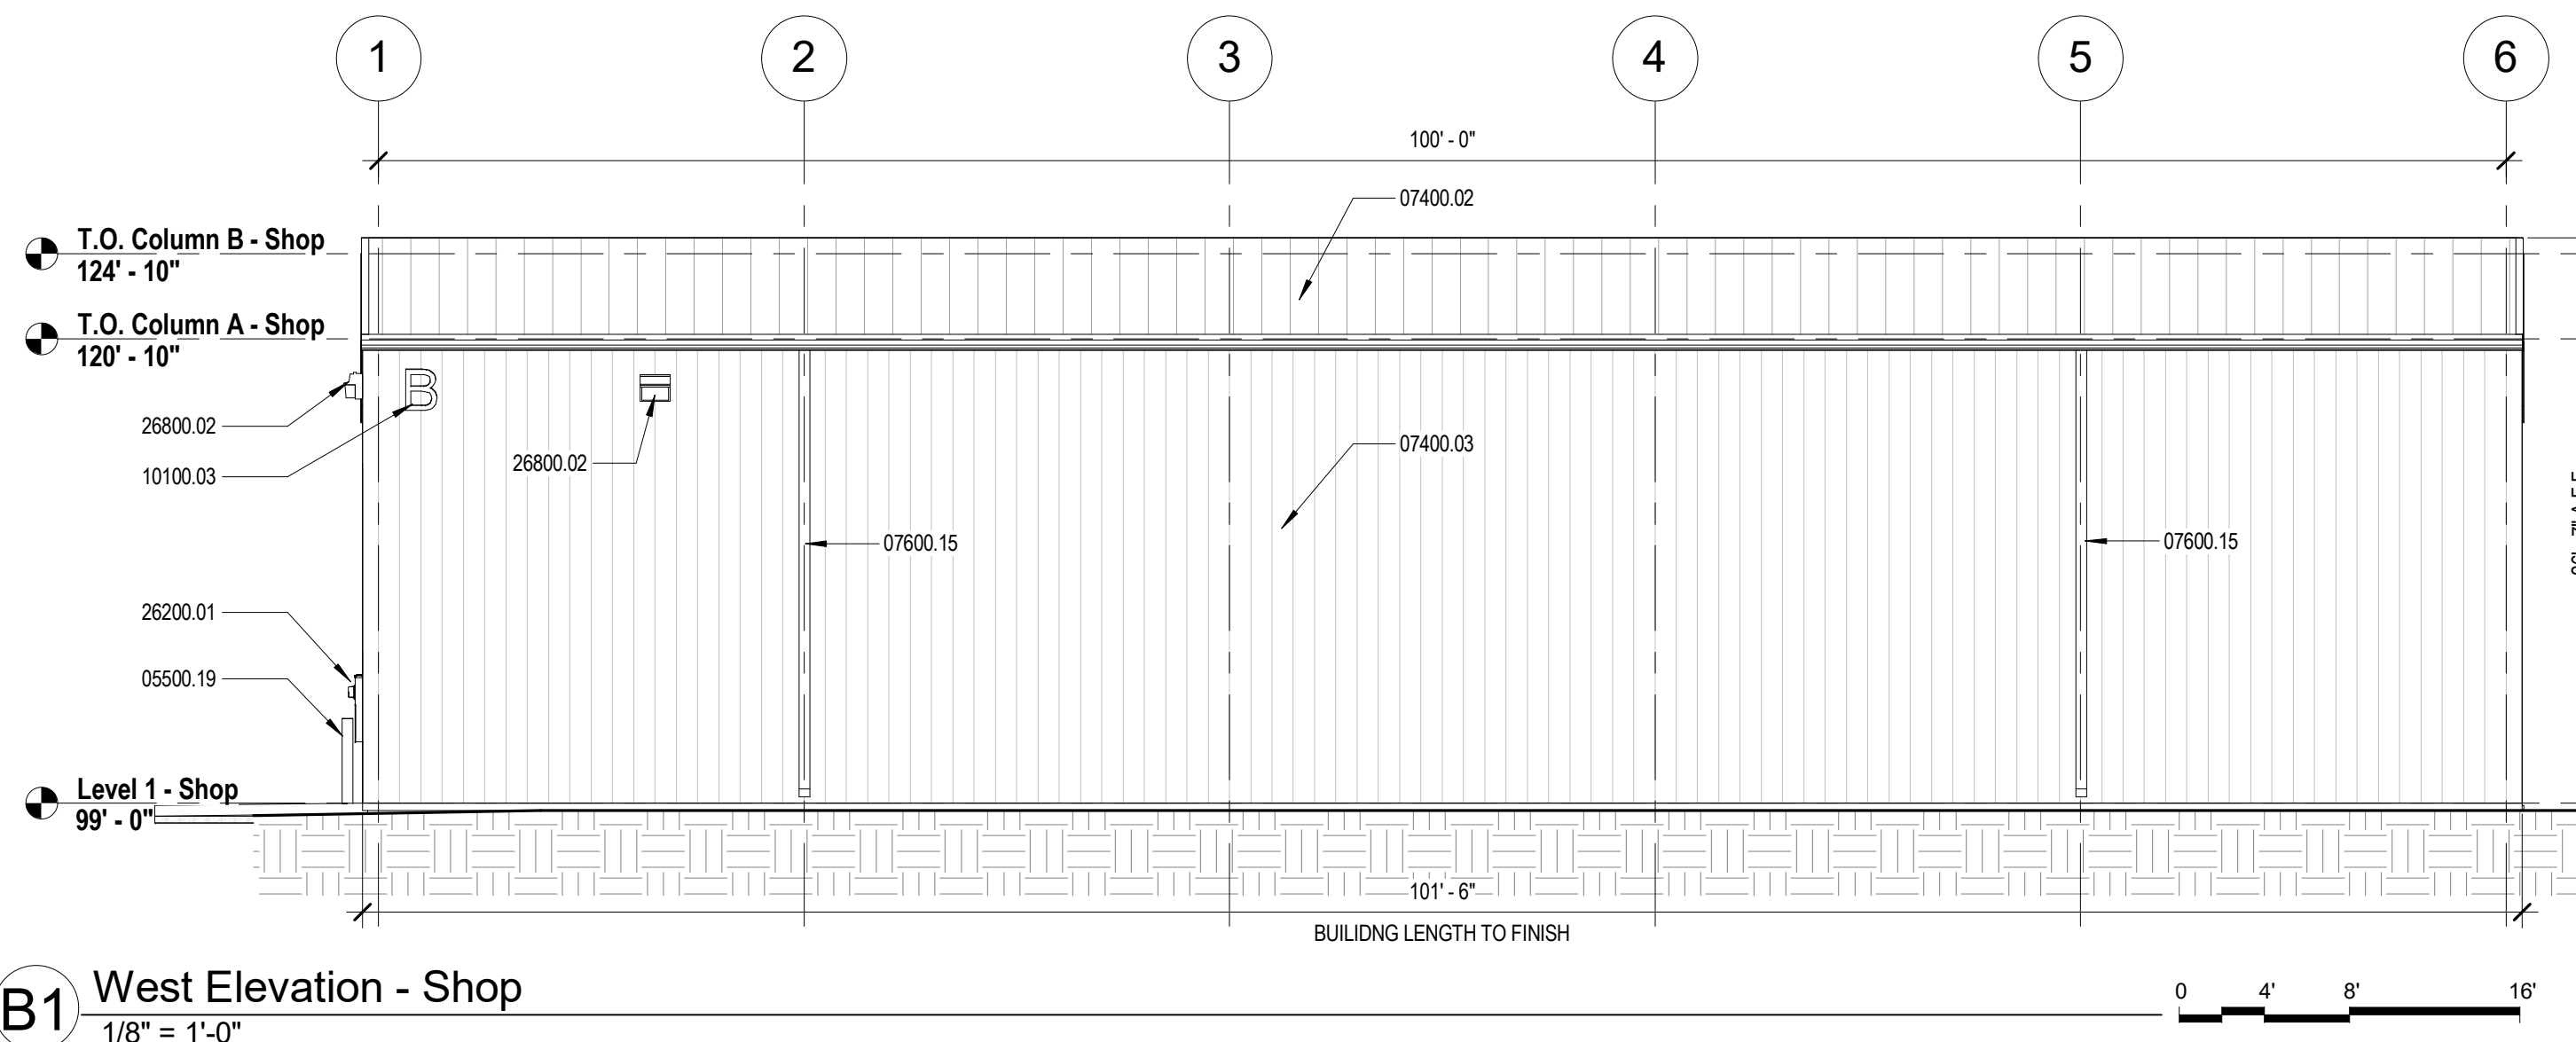 1 2 3 4 5 6
100' - 0"
07400.02
T.O. Column B - Shop
124' - 10"
T.O. Column A - Shop
120' - 10"
B
26800.02
10100.03
26800.02
07400.03
07600.15
07600.15
26200.01
05500.19
Level 1 - Shop
99' - 0"
101' - 6"
BUILIDNG LENGTH TO FINISH
B1
West Elevation - Shop
1/8" = 1'-0"
0 4' 8' 16'